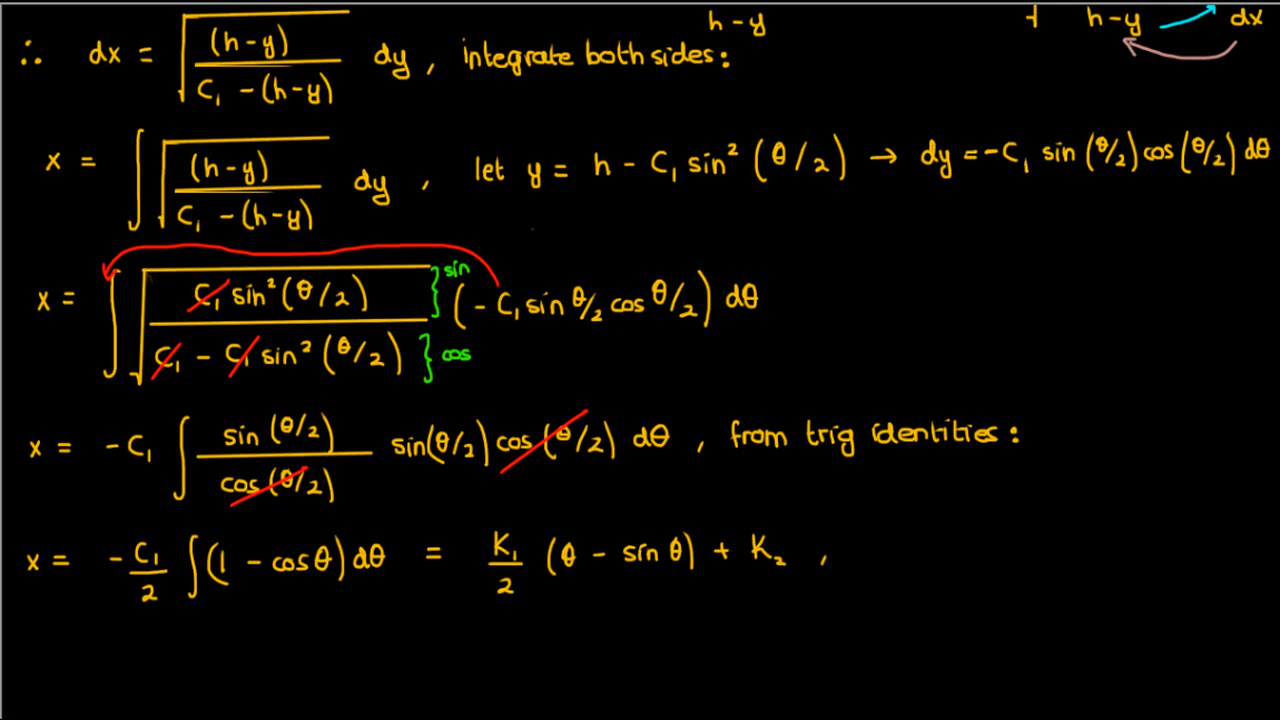 h-y ┤ h-y → dx
∴ dx = √((h-y)/(C₁ - (h-y))) dy , integrate both sides:
x = ∫ √((h-y)/(C₁ - (h-y))) dy , let y = h - C₁ sin² (θ/2) → dy = -C₁ sin (θ/2) cos (θ/2) dθ
x = ∫ √((C₁ sin² (θ/2))/(C₁ - C₁ sin² (θ/2))) } sin } cos (- C₁ sin θ/2 cos θ/2) dθ
x = -C₁ ∫ (sin (θ/2))/(cos (θ/2)) sin(θ/2) cos (θ/2) dθ , from trig identities:
x = -C₁/2 ∫ (1 - cos θ) dθ = K₁/2 (θ - sin θ) + K₂ ,